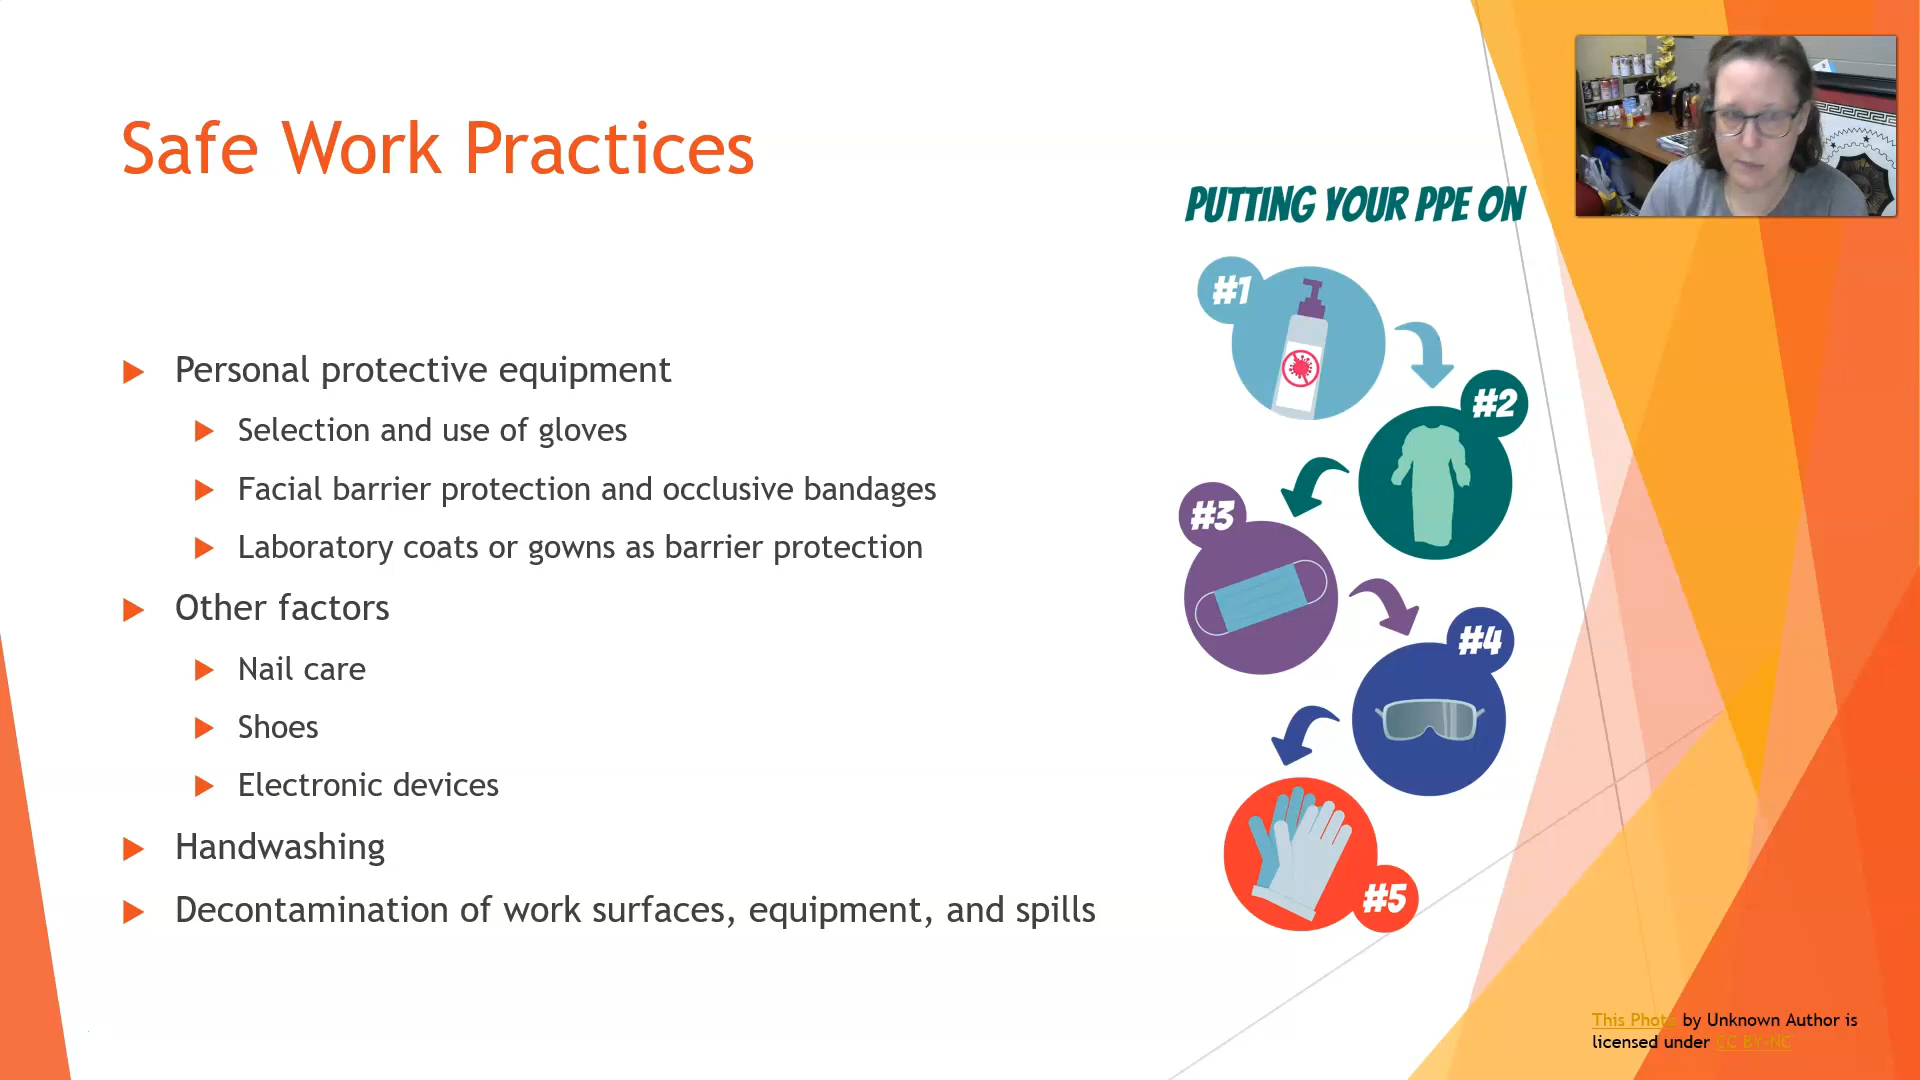 Safe Work Practices
PUTTING YOUR PPE ON
#1
#2
#3
#4
#5
Personal protective equipment
Selection and use of gloves
Facial barrier protection and occlusive bandages
Laboratory coats or gowns as barrier protection
Other factors
Nail care
Shoes
Electronic devices
Handwashing
Decontamination of work surfaces, equipment, and spills
This Photo by Unknown Author is
licensed under CC BY-NC